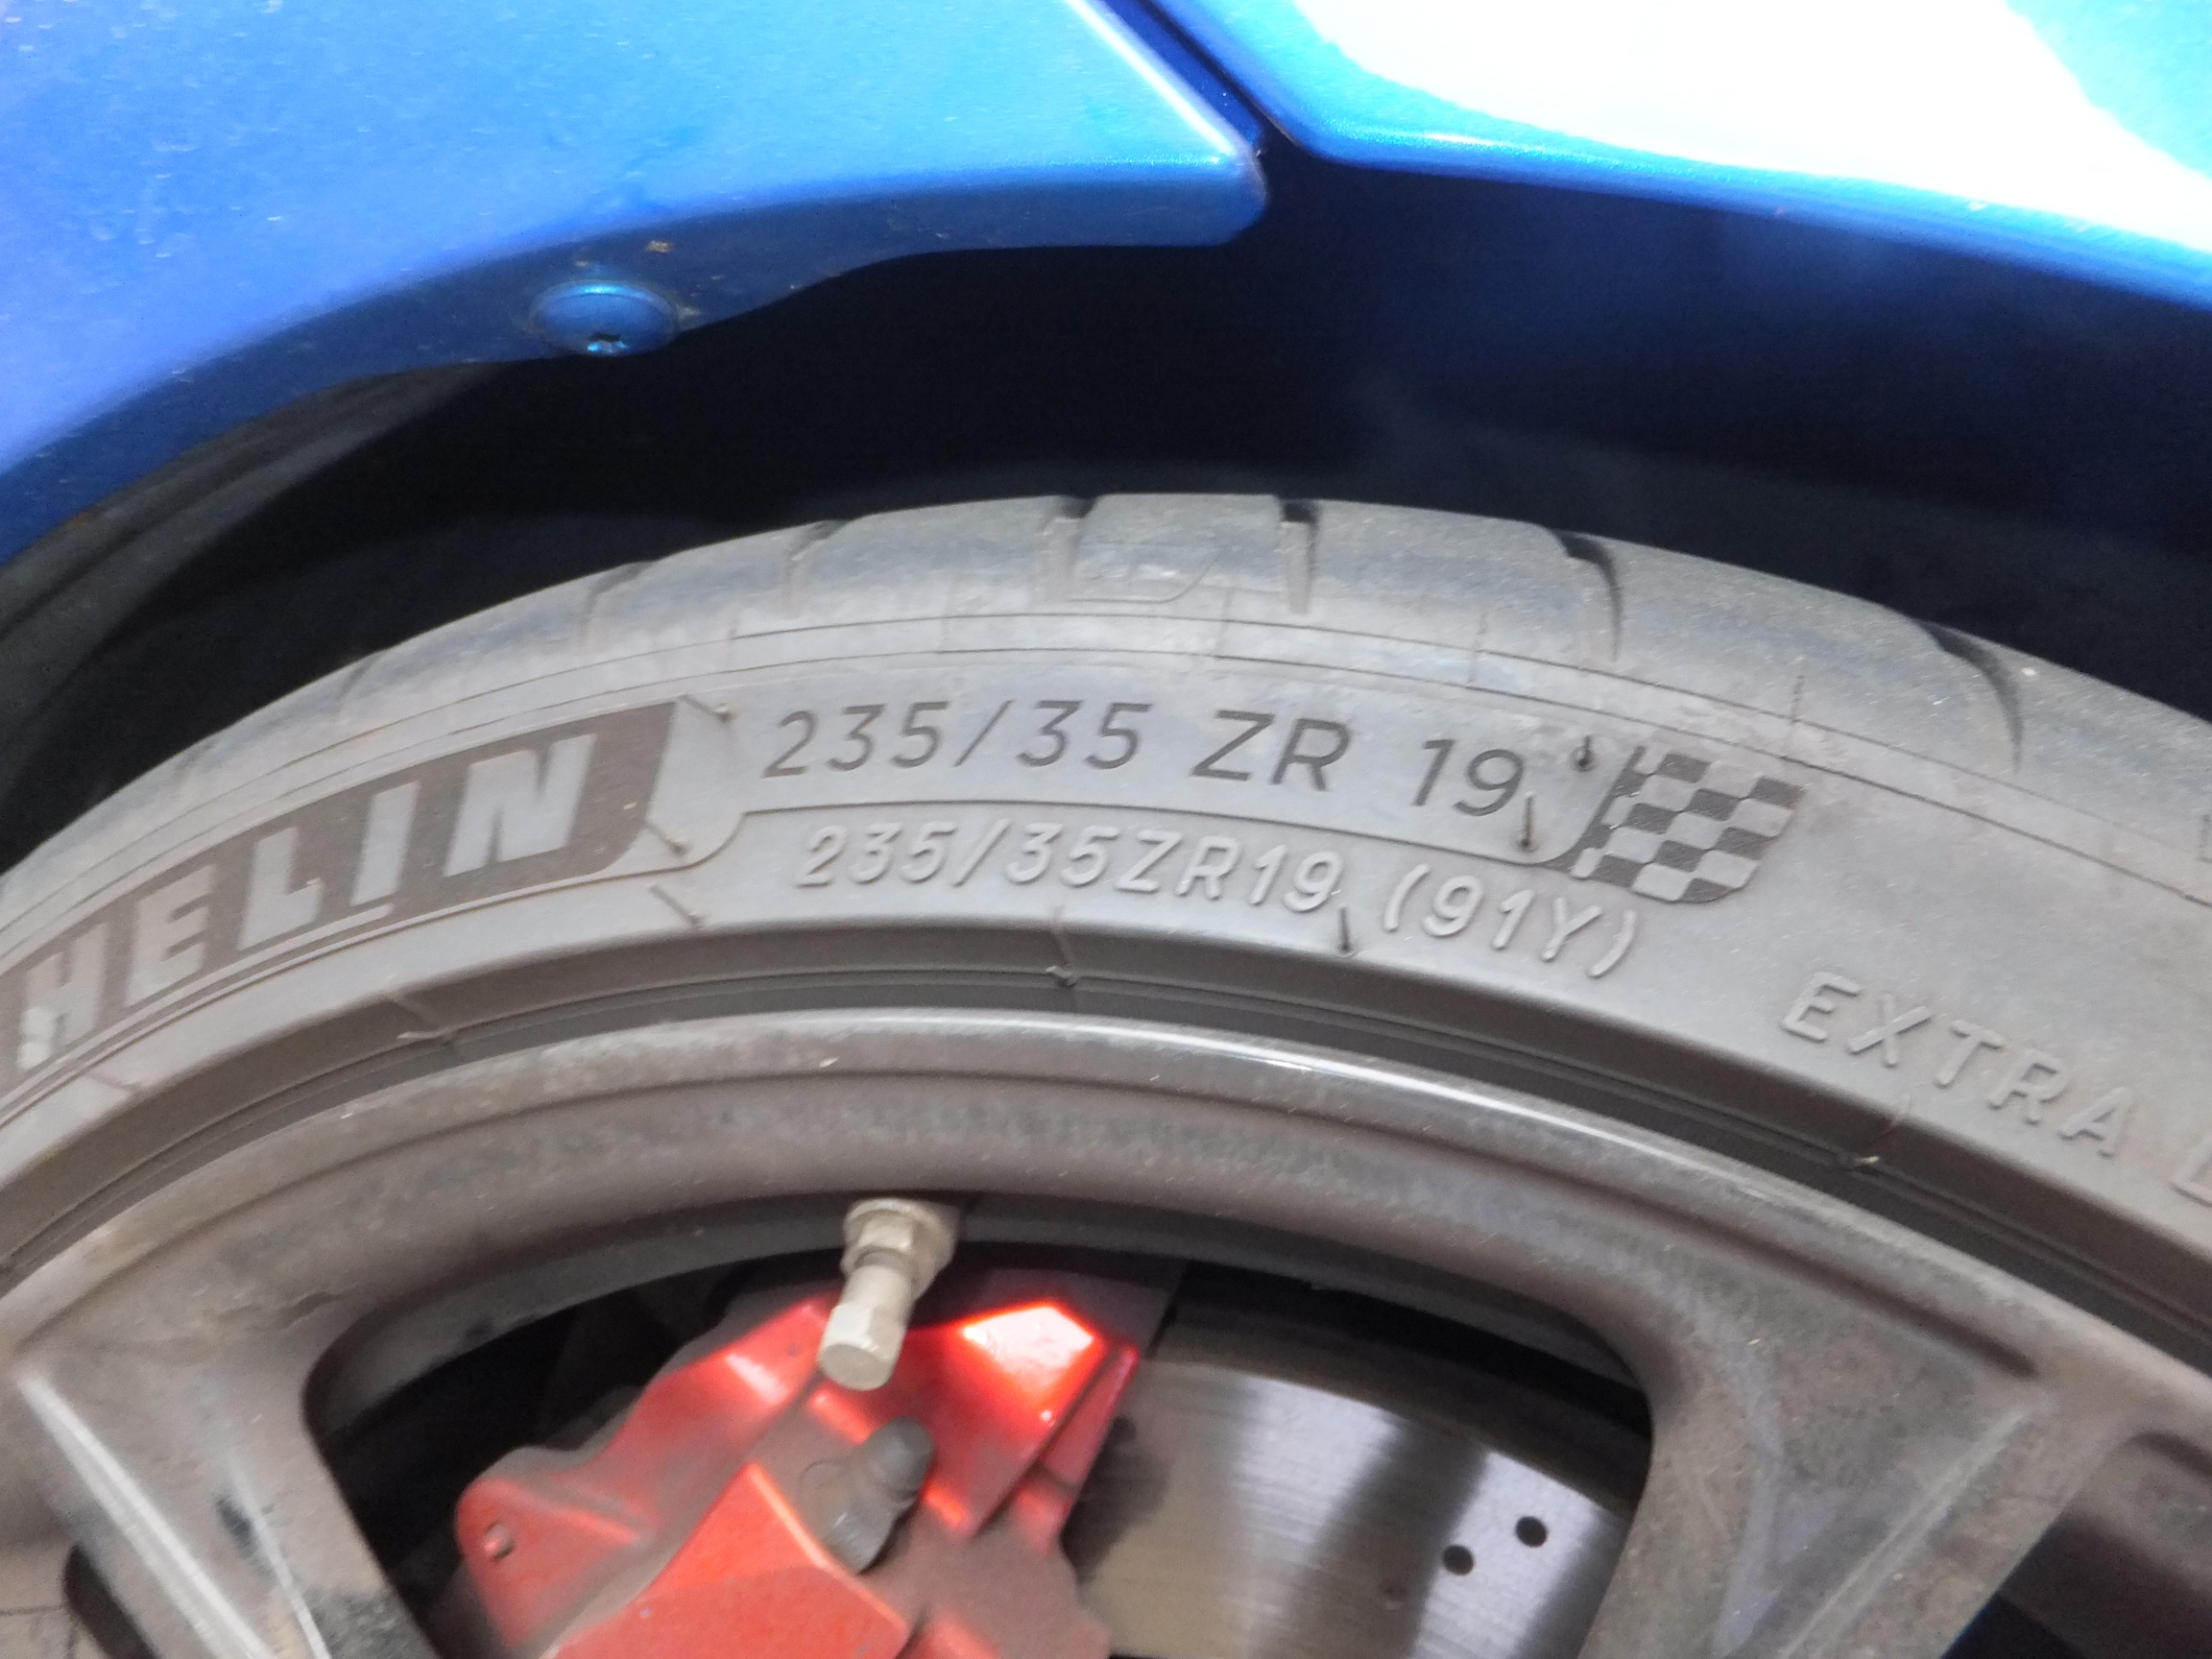 HELIN
235/35 ZR 19
235/35ZR19 (91Y)
EXTRA